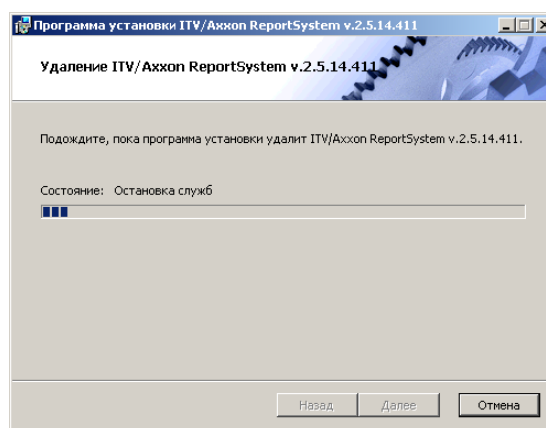 Программа установки ITV/Axxon ReportSystem v.2.5.14.411
Удаление ITV/Axxon ReportSystem v.2.5.14.411
Подождите, пока программа установки удалит ITV/Axxon ReportSystem v.2.5.14.411.
Состояние: Остановка служб
Назад Далее Отмена